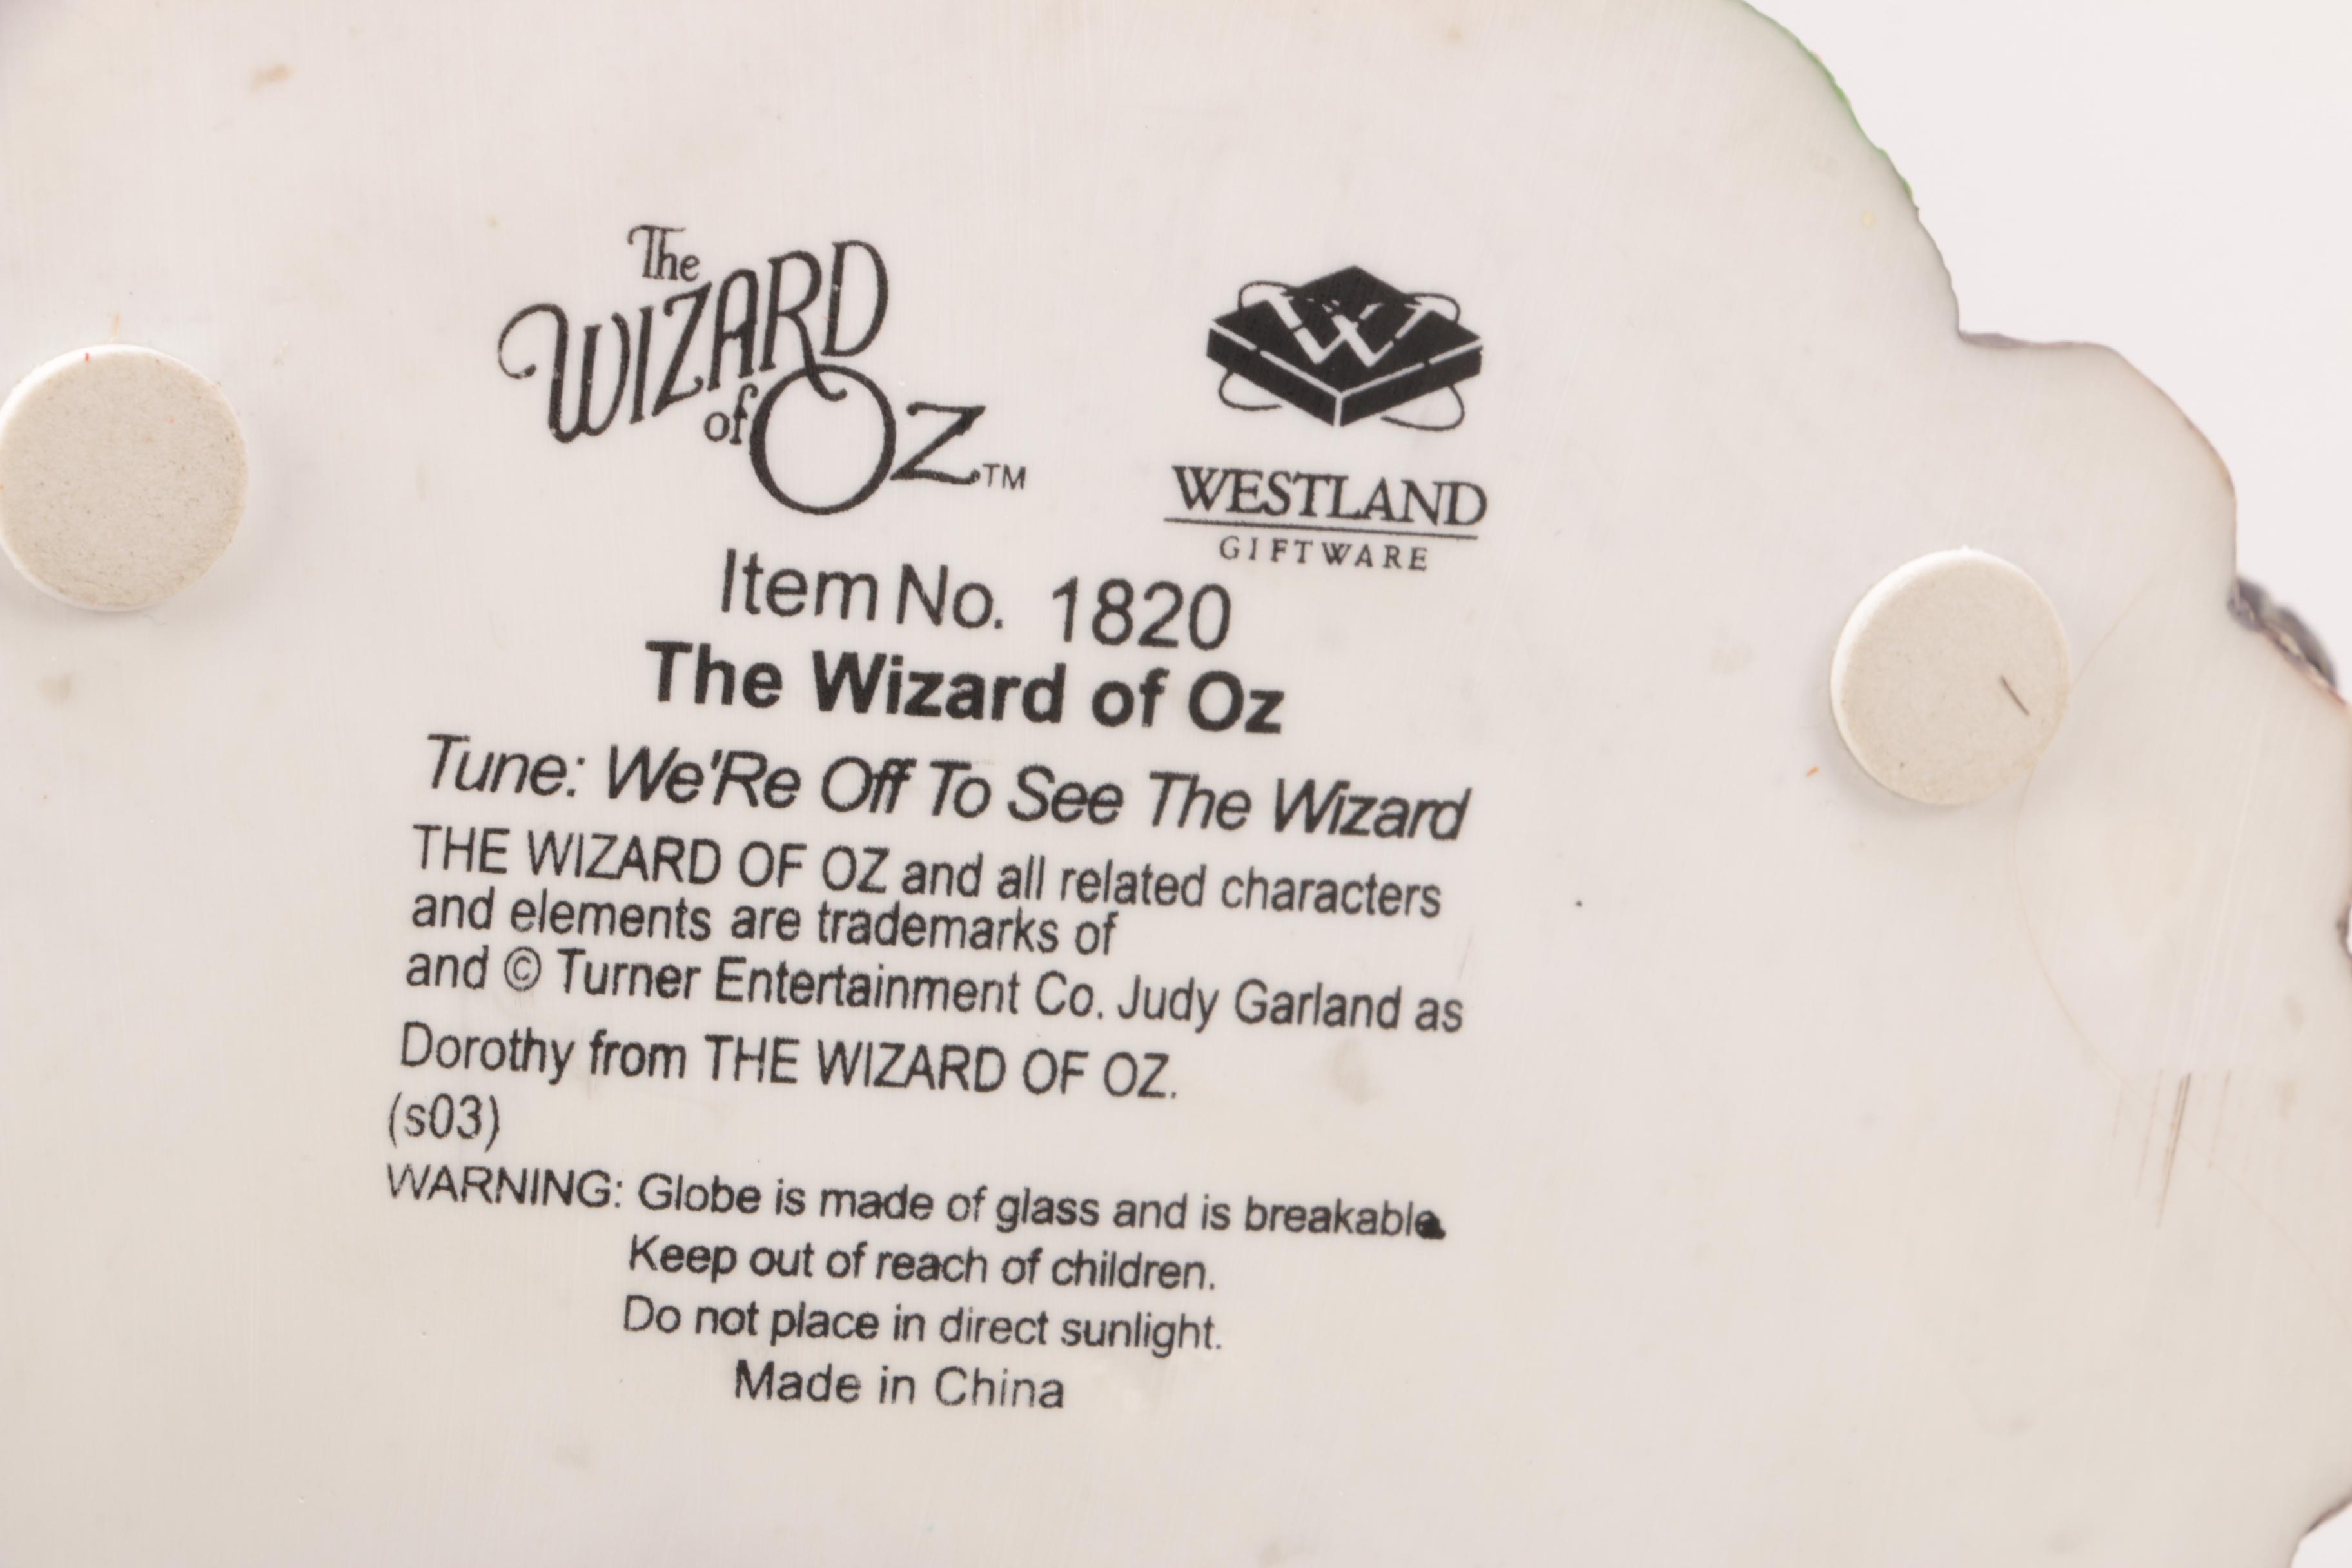 The
WIZARD
of OZ™
W
WESTLAND
GIFTWARE
Item No. 1820
The Wizard of Oz
Tune: We'Re Off To See The Wizard
THE WIZARD OF OZ and all related characters
and elements are trademarks of
and © Turner Entertainment Co. Judy Garland as
Dorothy from THE WIZARD OF OZ.
(s03)
WARNING: Globe is made of glass and is breakable.
Keep out of reach of children.
Do not place in direct sunlight.
Made in China